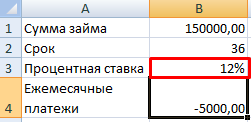 A B
1 Сумма займа 150000,00
2 Срок 36
3 Процентная ставка 12%
Ежемесячные
4 платежи -5000,00